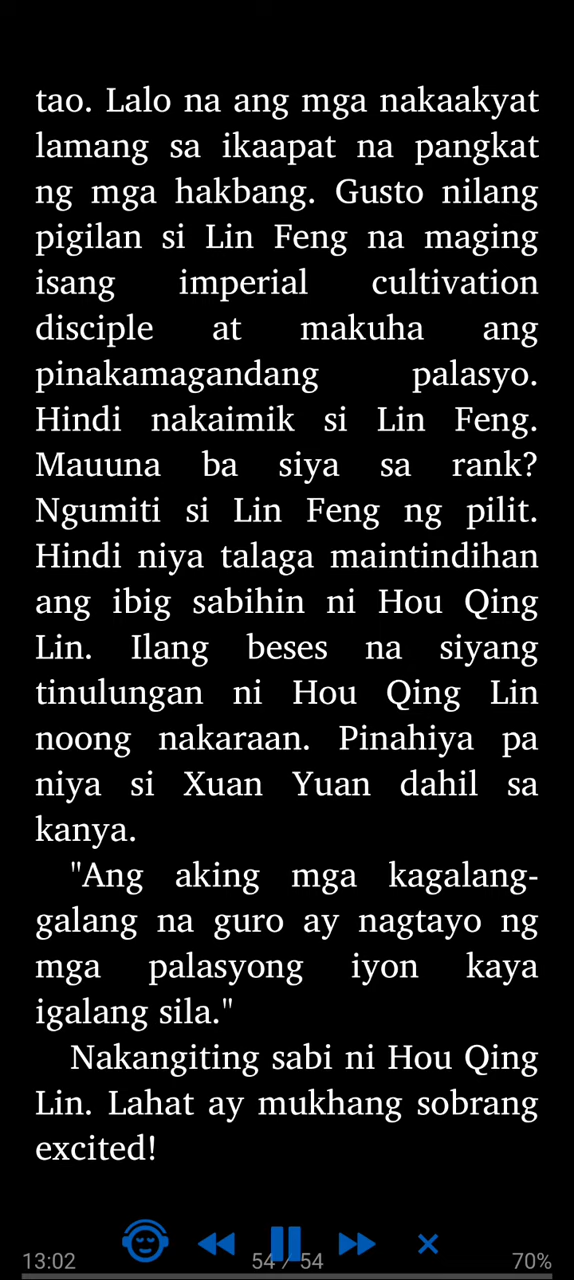 tao. Lalo na ang mga nakaakyat
lamang sa ikaapat na pangkat
ng mga hakbang. Gusto nilang
pigilan si Lin Feng na maging
isang imperial cultivation
disciple at makuha ang
pinakamagandang palasyo.
Hindi nakaimik si Lin Feng.
Mauuna ba siya sa rank?
Ngumiti si Lin Feng ng pilit.
Hindi niya talaga maintindihan
ang ibig sabihin ni Hou Qing
Lin. Ilang beses na siyang
tinulungan ni Hou Qing Lin
noong nakaraan. Pinahiya pa
niya si Xuan Yuan dahil sa
kanya.
"Ang aking mga kagalang-
galang na guro ay nagtayo ng
mga palasyong iyon kaya
igalang sila."
Nakangiting sabi ni Hou Qing
Lin. Lahat ay mukhang sobrang
excited!
13:02 54 / 54 70%